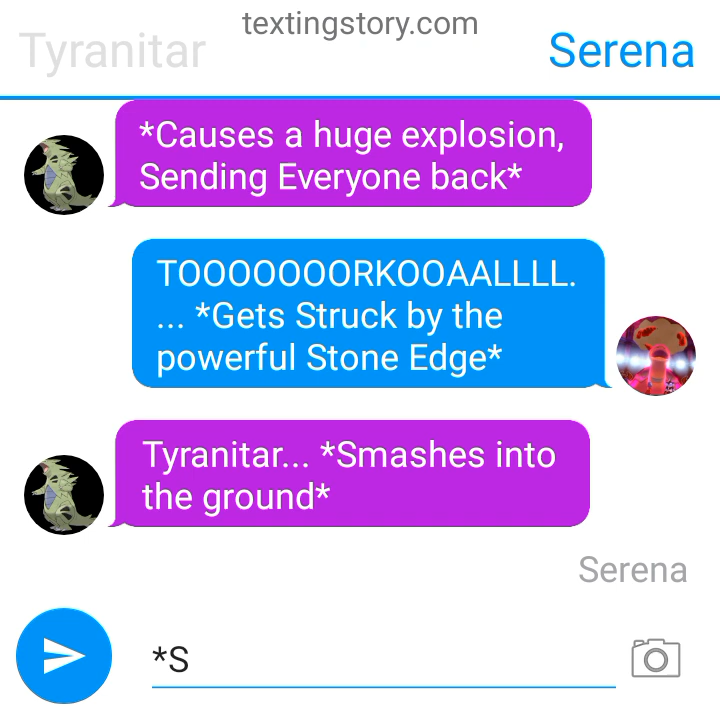 textingstory.com
Tyranitar
Serena
*Causes a huge explosion,
Sending Everyone back*
TOOOOOOORKOOAALLLL.
... *Gets Struck by the
powerful Stone Edge*
Tyranitar... *Smashes into
the ground*
Serena
*S